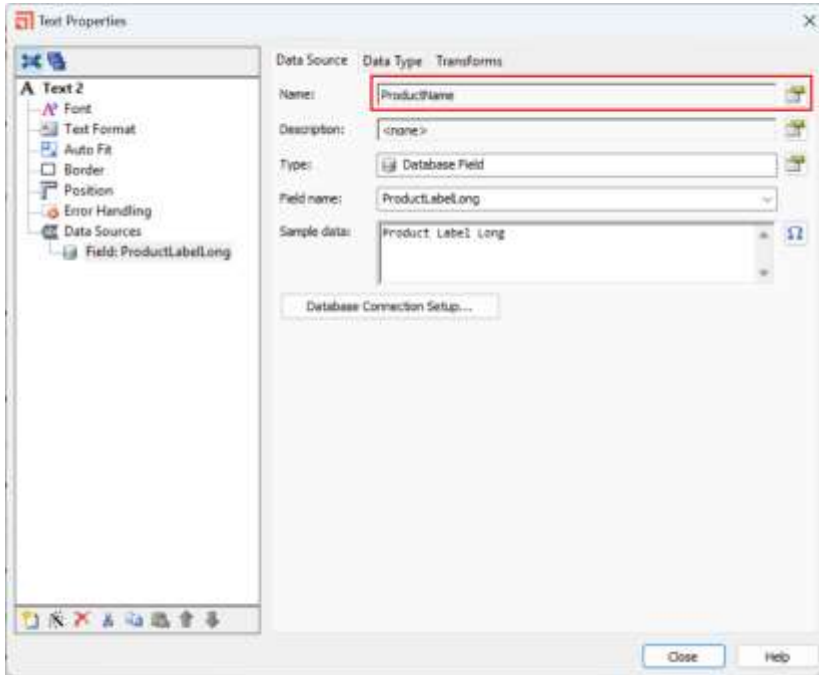 Text Properties
A Text 2
Font
Text Format
Auto Fit
Border
Position
Error Handling
Data Sources
Field: ProductLabelLong
Data Source Data Type Transforms
Name: ProductName
Description: <none>
Type: Database Field
Field name: ProductLabelLong
Sample data: Product Label Long
Database Connection Setup...
Close Help